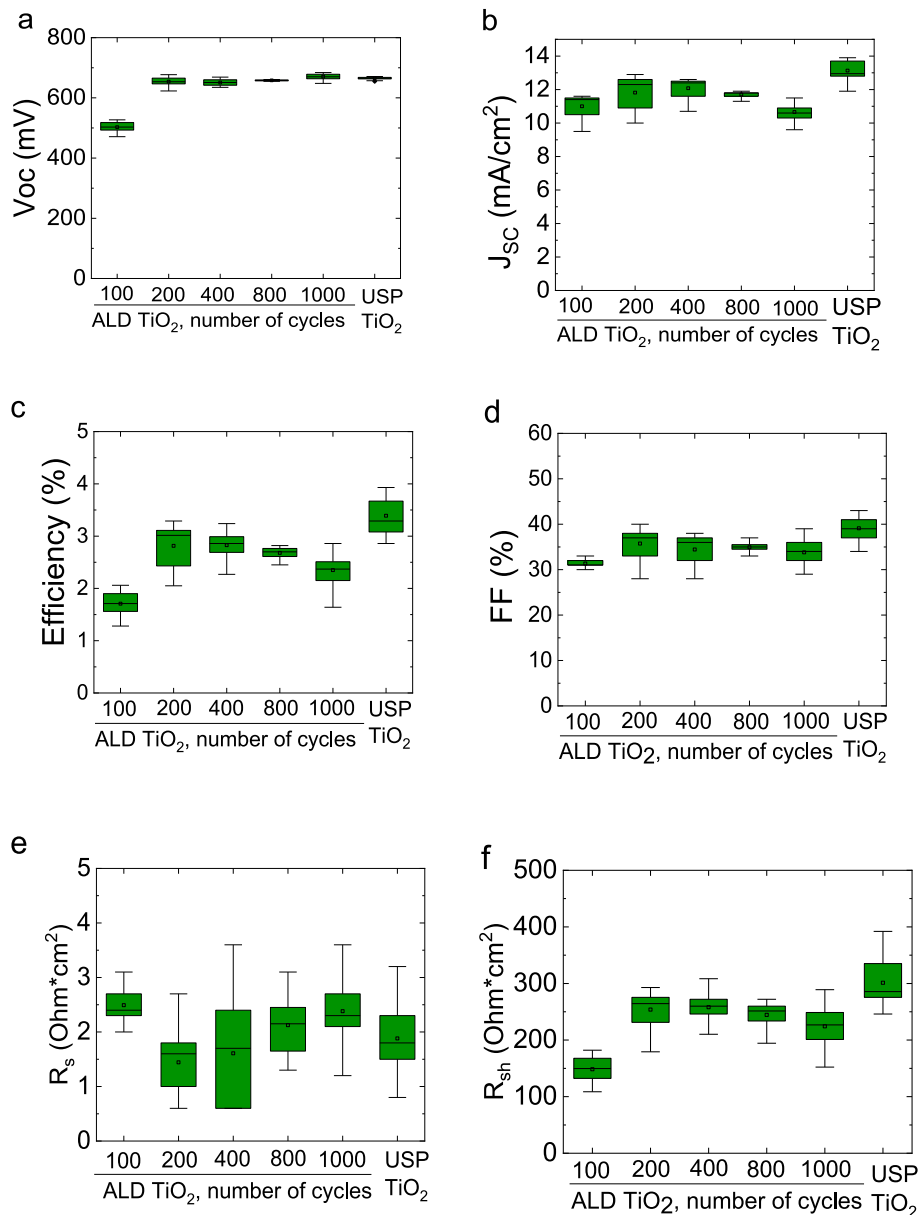 a
Voc (mV)
800
600
400
200
0
100 200 400 800 1000 USP
ALD TiO₂, number of cycles TiO₂
b
J_SC (mA/cm²)
14
12
10
8
6
4
2
0
100 200 400 800 1000 USP
ALD TiO₂, number of cycles TiO₂
c
Efficiency (%)
5
4
3
2
1
0
100 200 400 800 1000 USP
ALD TiO₂, number of cycles TiO₂
d
FF (%)
60
50
40
30
20
10
0
100 200 400 800 1000 USP
ALD TiO2, number of cycles TiO₂
e
Rₛ (Ohm*cm²)
5
4
3
2
1
0
100 200 400 800 1000 USP
ALD TiO₂, number of cycles TiO₂
f
R_sh (Ohm*cm²)
500
400
300
200
100
0
100 200 400 800 1000 USP
ALD TiO2, number of cycles TiO₂